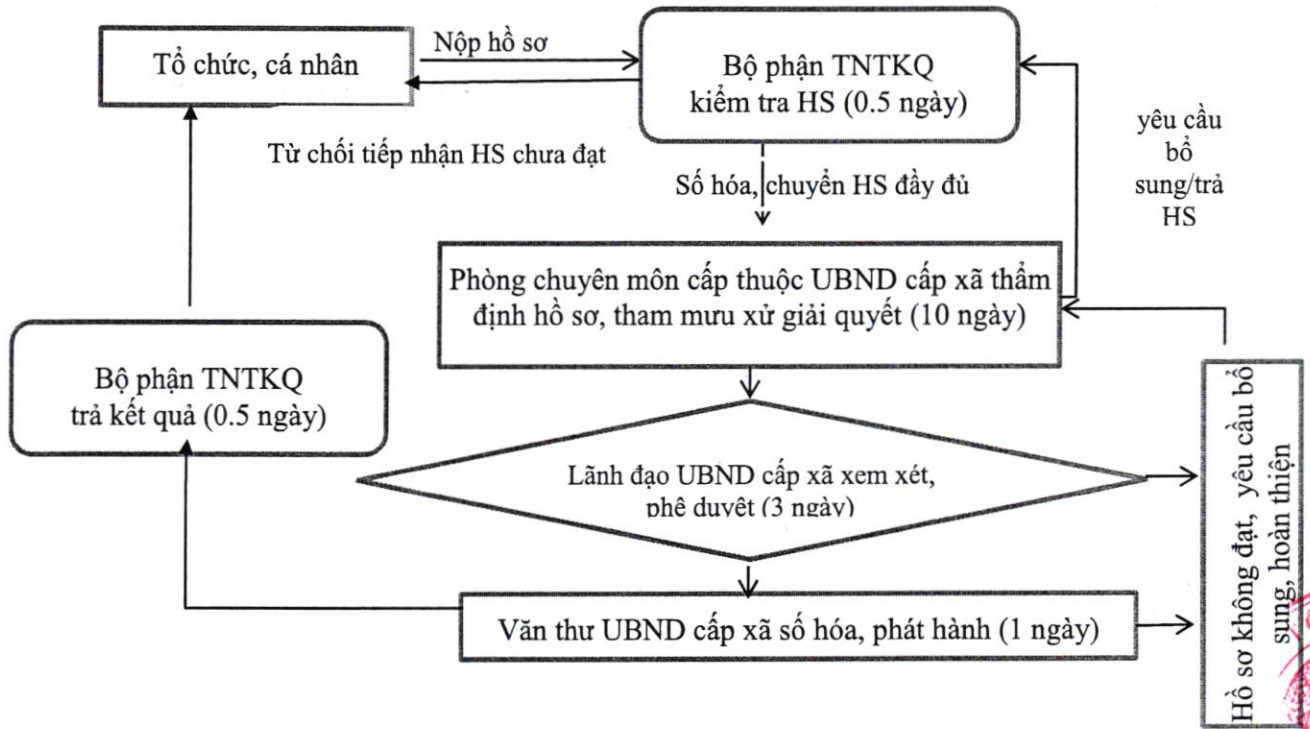 Tổ chức, cá nhân
Nộp hồ sơ
Bộ phận TNTKQ
kiểm tra HS (0.5 ngày)
Từ chối tiếp nhận HS chưa đạt
yêu cầu
bổ
sung/trả
HS
Số hóa, chuyển HS đầy đủ
Phòng chuyên môn cấp thuộc UBND cấp xã thẩm
định hồ sơ, tham mưu xử giải quyết (10 ngày)
Bộ phận TNTKQ
trả kết quả (0.5 ngày)
Lãnh đạo UBND cấp xã xem xét,
phê duyệt (3 ngày)
Hồ sơ không đạt, yêu cầu bổ
sung, hoàn thiện
Văn thư UBND cấp xã số hóa, phát hành (1 ngày)